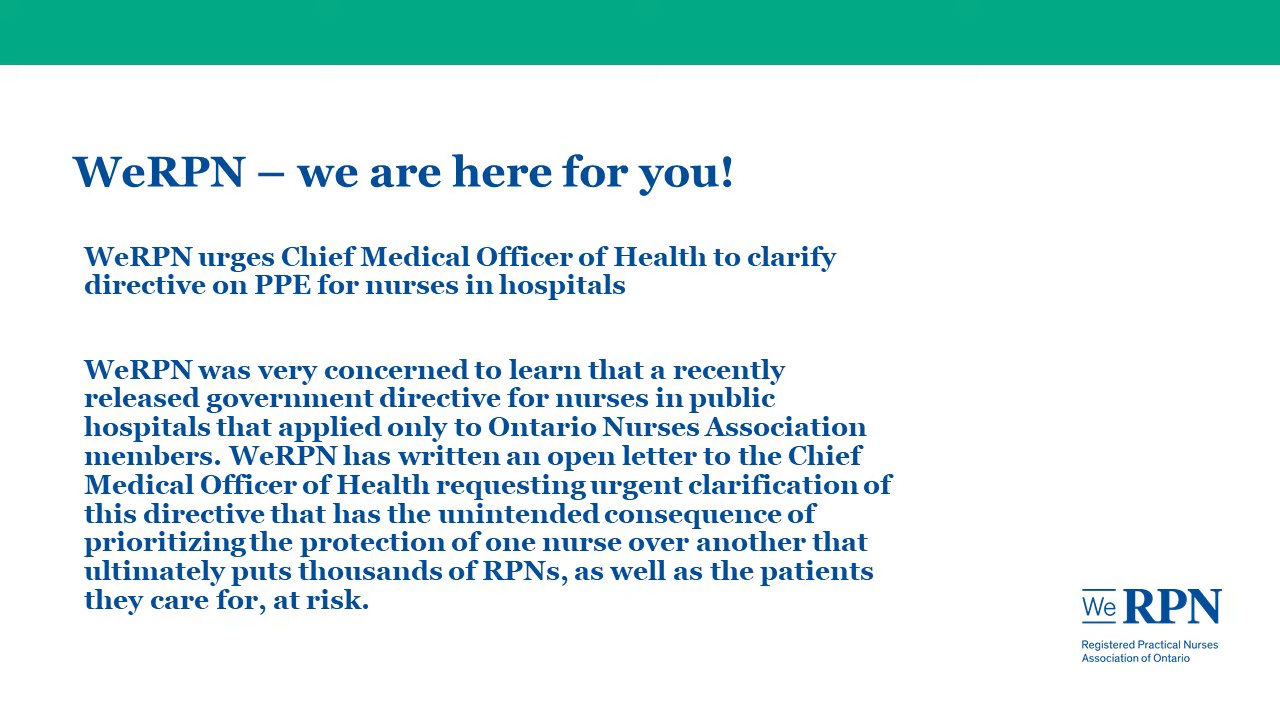 WeRPN – we are here for you!
WeRPN urges Chief Medical Officer of Health to clarify
directive on PPE for nurses in hospitals
WeRPN was very concerned to learn that a recently
released government directive for nurses in public
hospitals that applied only to Ontario Nurses Association
members. WeRPN has written an open letter to the Chief
Medical Officer of Health requesting urgent clarification of
this directive that has the unintended consequence of
prioritizing the protection of one nurse over another that
ultimately puts thousands of RPNs, as well as the patients
they care for, at risk.
We RPN
Registered Practical Nurses
Association of Ontario